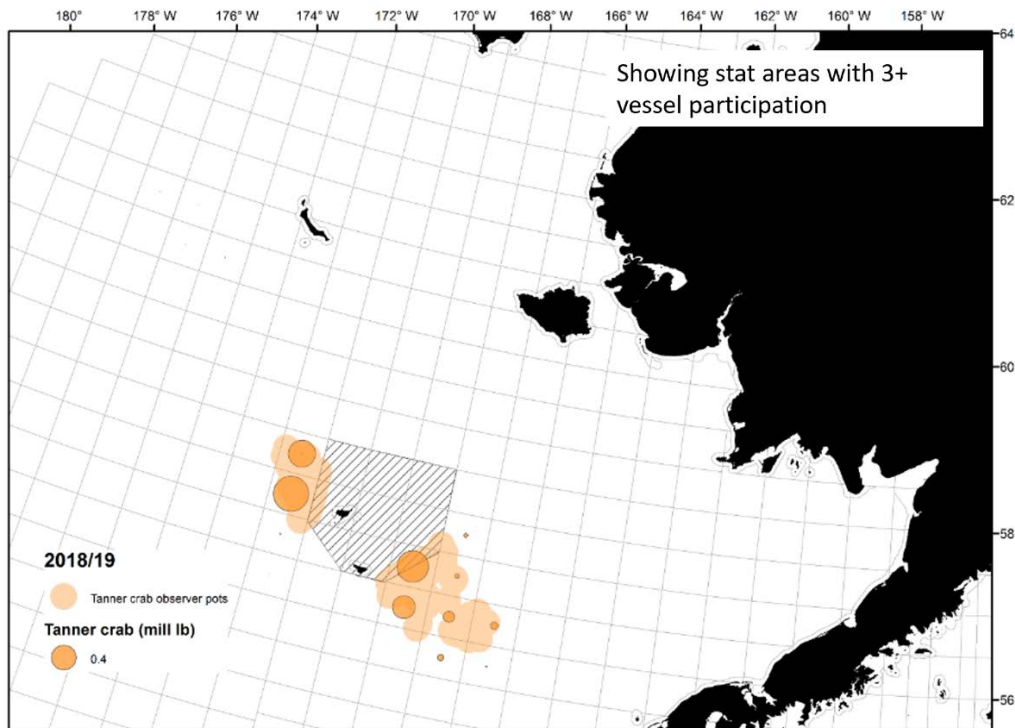 180° 178° W 176° W 174° W 172° W 170° W 168° W 166° W 164° W 162° W 160° W 158° W
64
Showing stat areas with 3+
vessel participation
62
60
58
2018/19
Tanner crab observer pots
Tanner crab (mill lb)
0.4
56